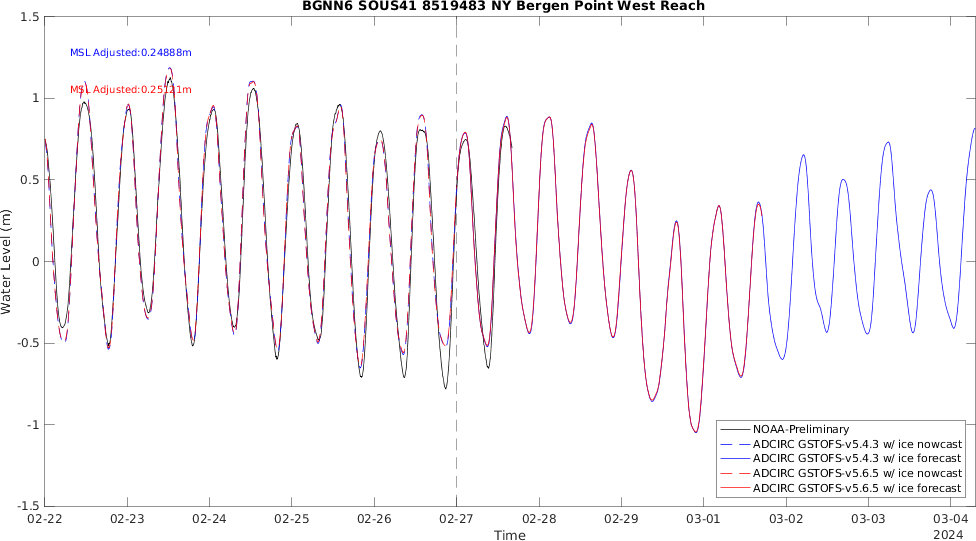 BGNN6 SOUS41 8519483 NY Bergen Point West Reach
MSL Adjusted:0.24888m
MSL Adjusted:0.25121m
1.5
1
0.5
0
-0.5
-1
-1.5
Water Level (m)
NOAA-Preliminary
ADCIRC GSTOFS-v5.4.3 w/ ice nowcast
ADCIRC GSTOFS-v5.4.3 w/ ice forecast
ADCIRC GSTOFS-v5.6.5 w/ ice nowcast
ADCIRC GSTOFS-v5.6.5 w/ ice forecast
02-22 02-23 02-24 02-25 02-26 02-27 02-28 02-29 03-01 03-02 03-03 03-04
Time
2024